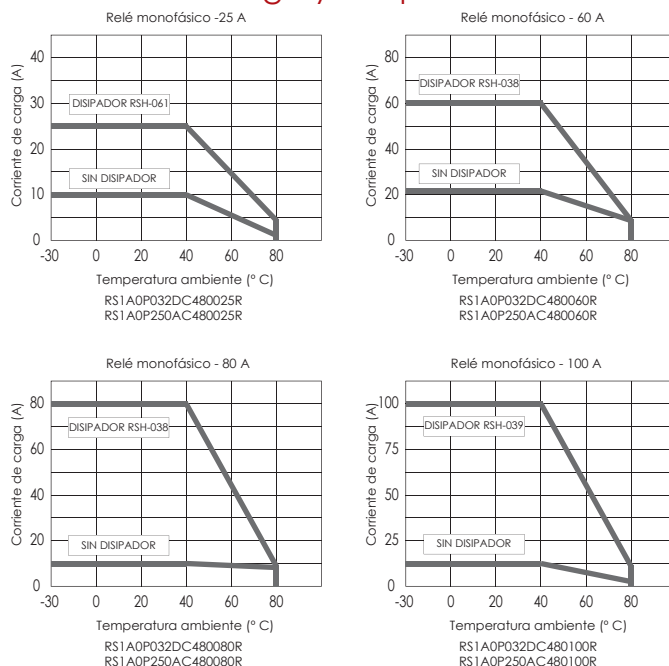 Relé monofásico -25 A
Corriente de carga (A)
40
30
DISIPADOR RSH-061
20
SIN DISIPADOR
10
0
-30 0 20 40 60 80
Temperatura ambiente (º C)
RS1A0P032DC480025R
RS1A0P250AC480025R
Relé monofásico - 60 A
Corriente de carga (A)
80
DISIPADOR RSH-038
60
40
SIN DISIPADOR
20
0
-30 0 20 40 60 80
Temperatura ambiente (º C)
RS1A0P032DC480060R
RS1A0P250AC480060R
Relé monofásico - 80 A
Corriente de carga (A)
80
DISIPADOR RSH-038
60
40
20
SIN DISIPADOR
0
-30 0 20 40 60 80
Temperatura ambiente (º C)
RS1A0P032DC480080R
RS1A0P250AC480080R
Relé monofásico - 100 A
Corriente de carga (A)
100
DISIPADOR RSH-039
75
50
25
SIN DISIPADOR
0
-30 0 20 40 60 80
Temperatura ambiente (º C)
RS1A0P032DC480100R
RS1A0P250AC480100R